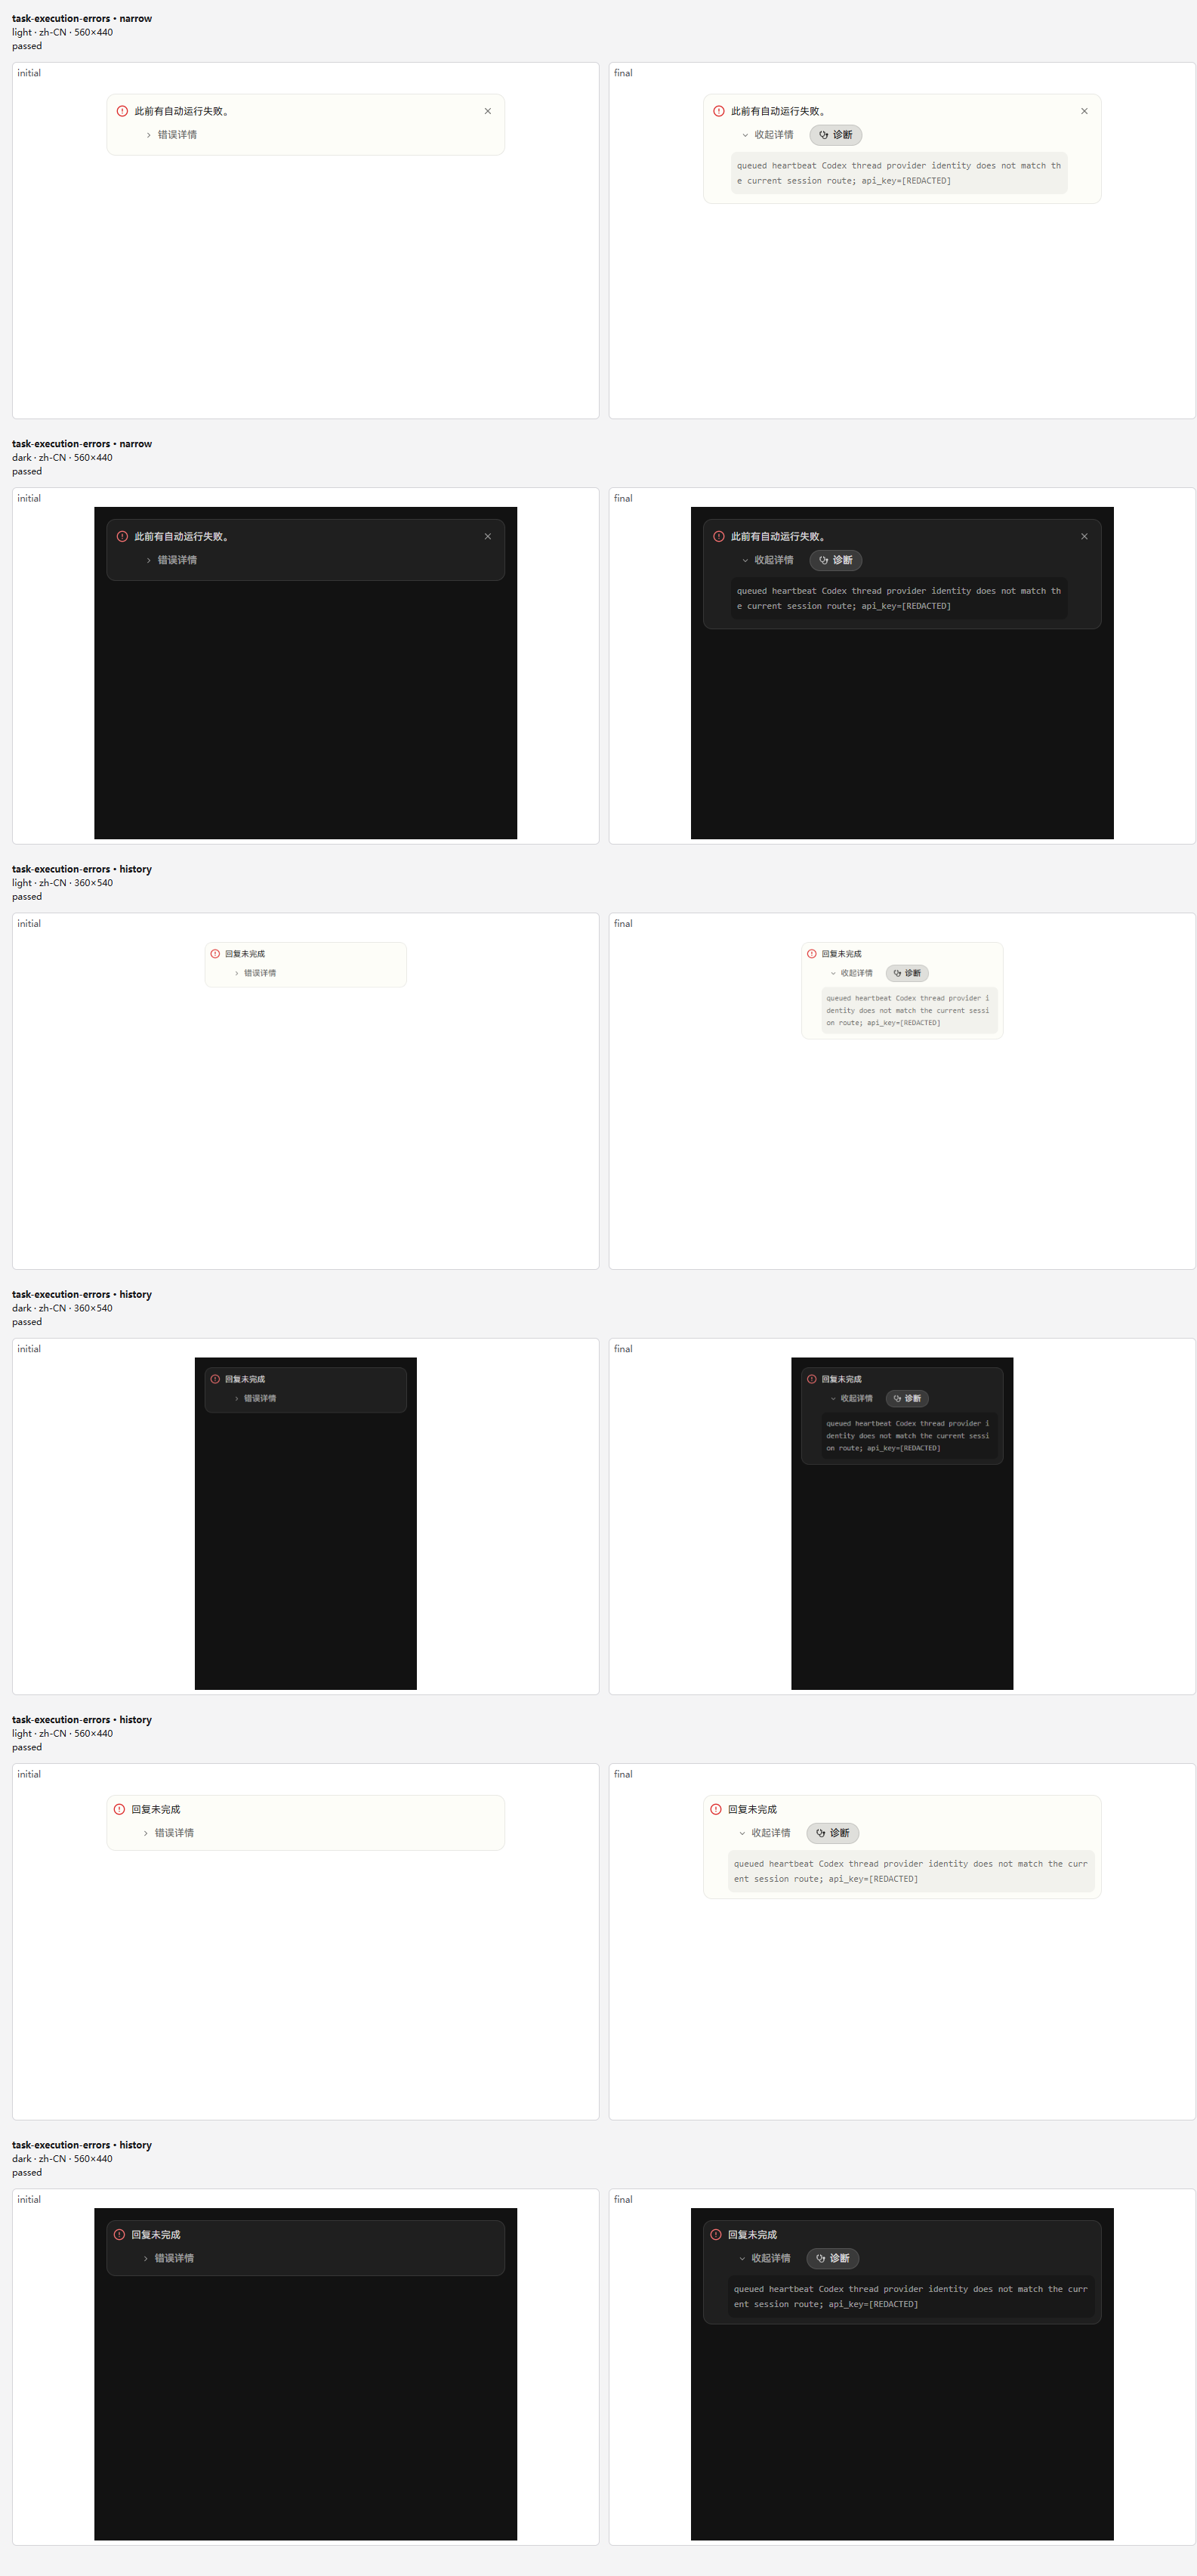 task-execution-errors • narrow
light · zh-CN · 560×440
passed
initial
此前有自动运行失败。
错误详情
final
此前有自动运行失败。
收起详情 诊断
queued heartbeat Codex thread provider identity does not match th
e current session route; api_key=[REDACTED]
task-execution-errors • narrow
dark · zh-CN · 560×440
passed
initial
此前有自动运行失败。
错误详情
final
此前有自动运行失败。
收起详情 诊断
queued heartbeat Codex thread provider identity does not match th
e current session route; api_key=[REDACTED]
task-execution-errors • history
light · zh-CN · 360×540
passed
initial
回复未完成
错误详情
final
回复未完成
收起详情 诊断
queued heartbeat Codex thread provider i
dentity does not match the current sessi
on route; api_key=[REDACTED]
task-execution-errors • history
dark · zh-CN · 360×540
passed
initial
回复未完成
错误详情
final
回复未完成
收起详情 诊断
queued heartbeat Codex thread provider i
dentity does not match the current sessi
on route; api_key=[REDACTED]
task-execution-errors • history
light · zh-CN · 560×440
passed
initial
回复未完成
错误详情
final
回复未完成
收起详情 诊断
queued heartbeat Codex thread provider identity does not match the curr
ent session route; api_key=[REDACTED]
task-execution-errors • history
dark · zh-CN · 560×440
passed
initial
回复未完成
错误详情
final
回复未完成
收起详情 诊断
queued heartbeat Codex thread provider identity does not match the curr
ent session route; api_key=[REDACTED]